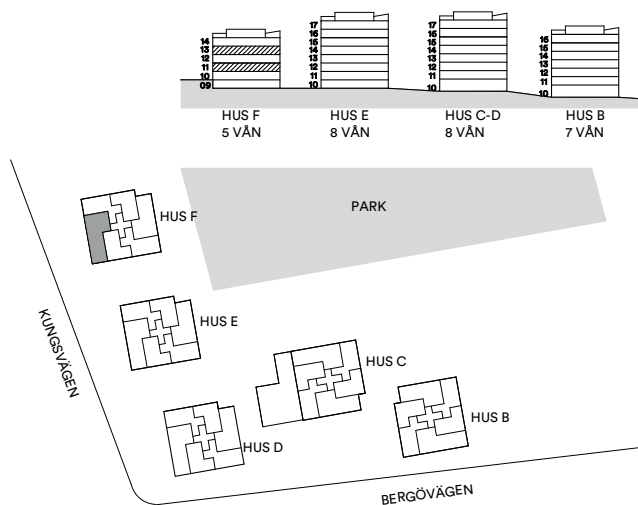 14
13
12
11
10
09
17
16
15
14
13
12
11
10
17
16
15
14
13
12
11
10
16
15
14
13
12
11
10
HUS F
5 VÅN
HUS E
8 VÅN
HUS C-D
8 VÅN
HUS B
7 VÅN
PARK
HUS F
HUS E
HUS C
HUS B
HUS D
KUNGSVÄGEN
BERGÖVÄGEN